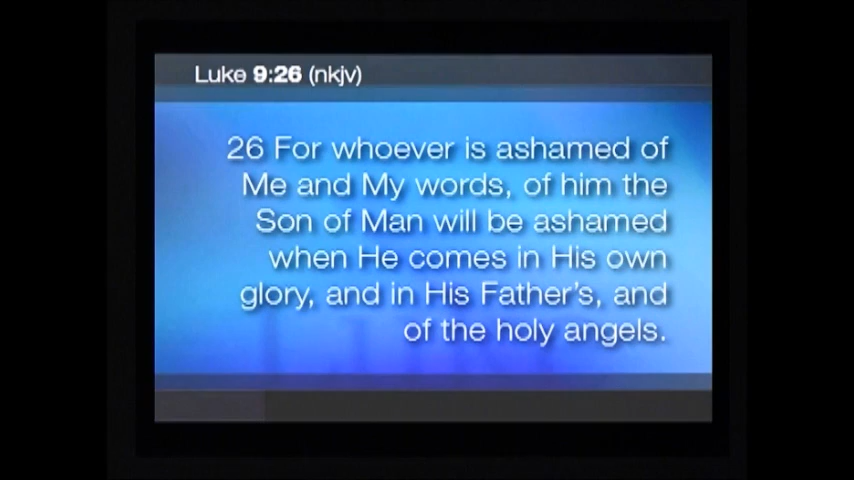 Luke 9:26 (nkjv)
26 For whoever is ashamed of
Me and My words, of him the
Son of Man will be ashamed
when He comes in His own
glory, and in His Father's, and
of the holy angels.